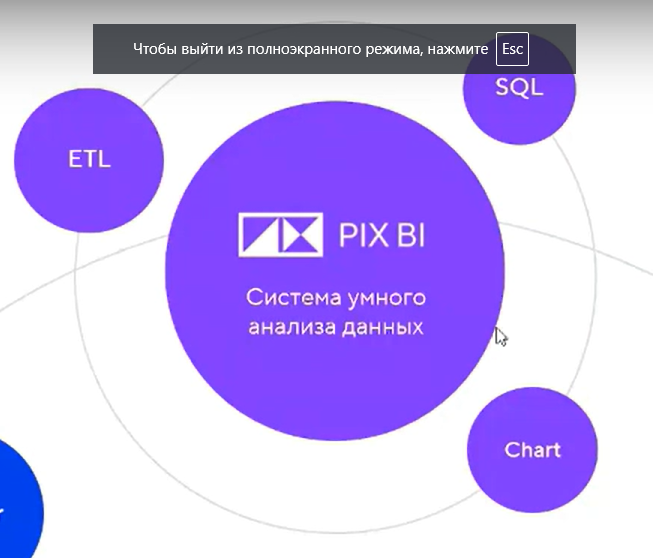 Чтобы выйти из полноэкранного режима, нажмите Esc
SQL
ETL
PIX BI
Система умного
анализа данных
Chart